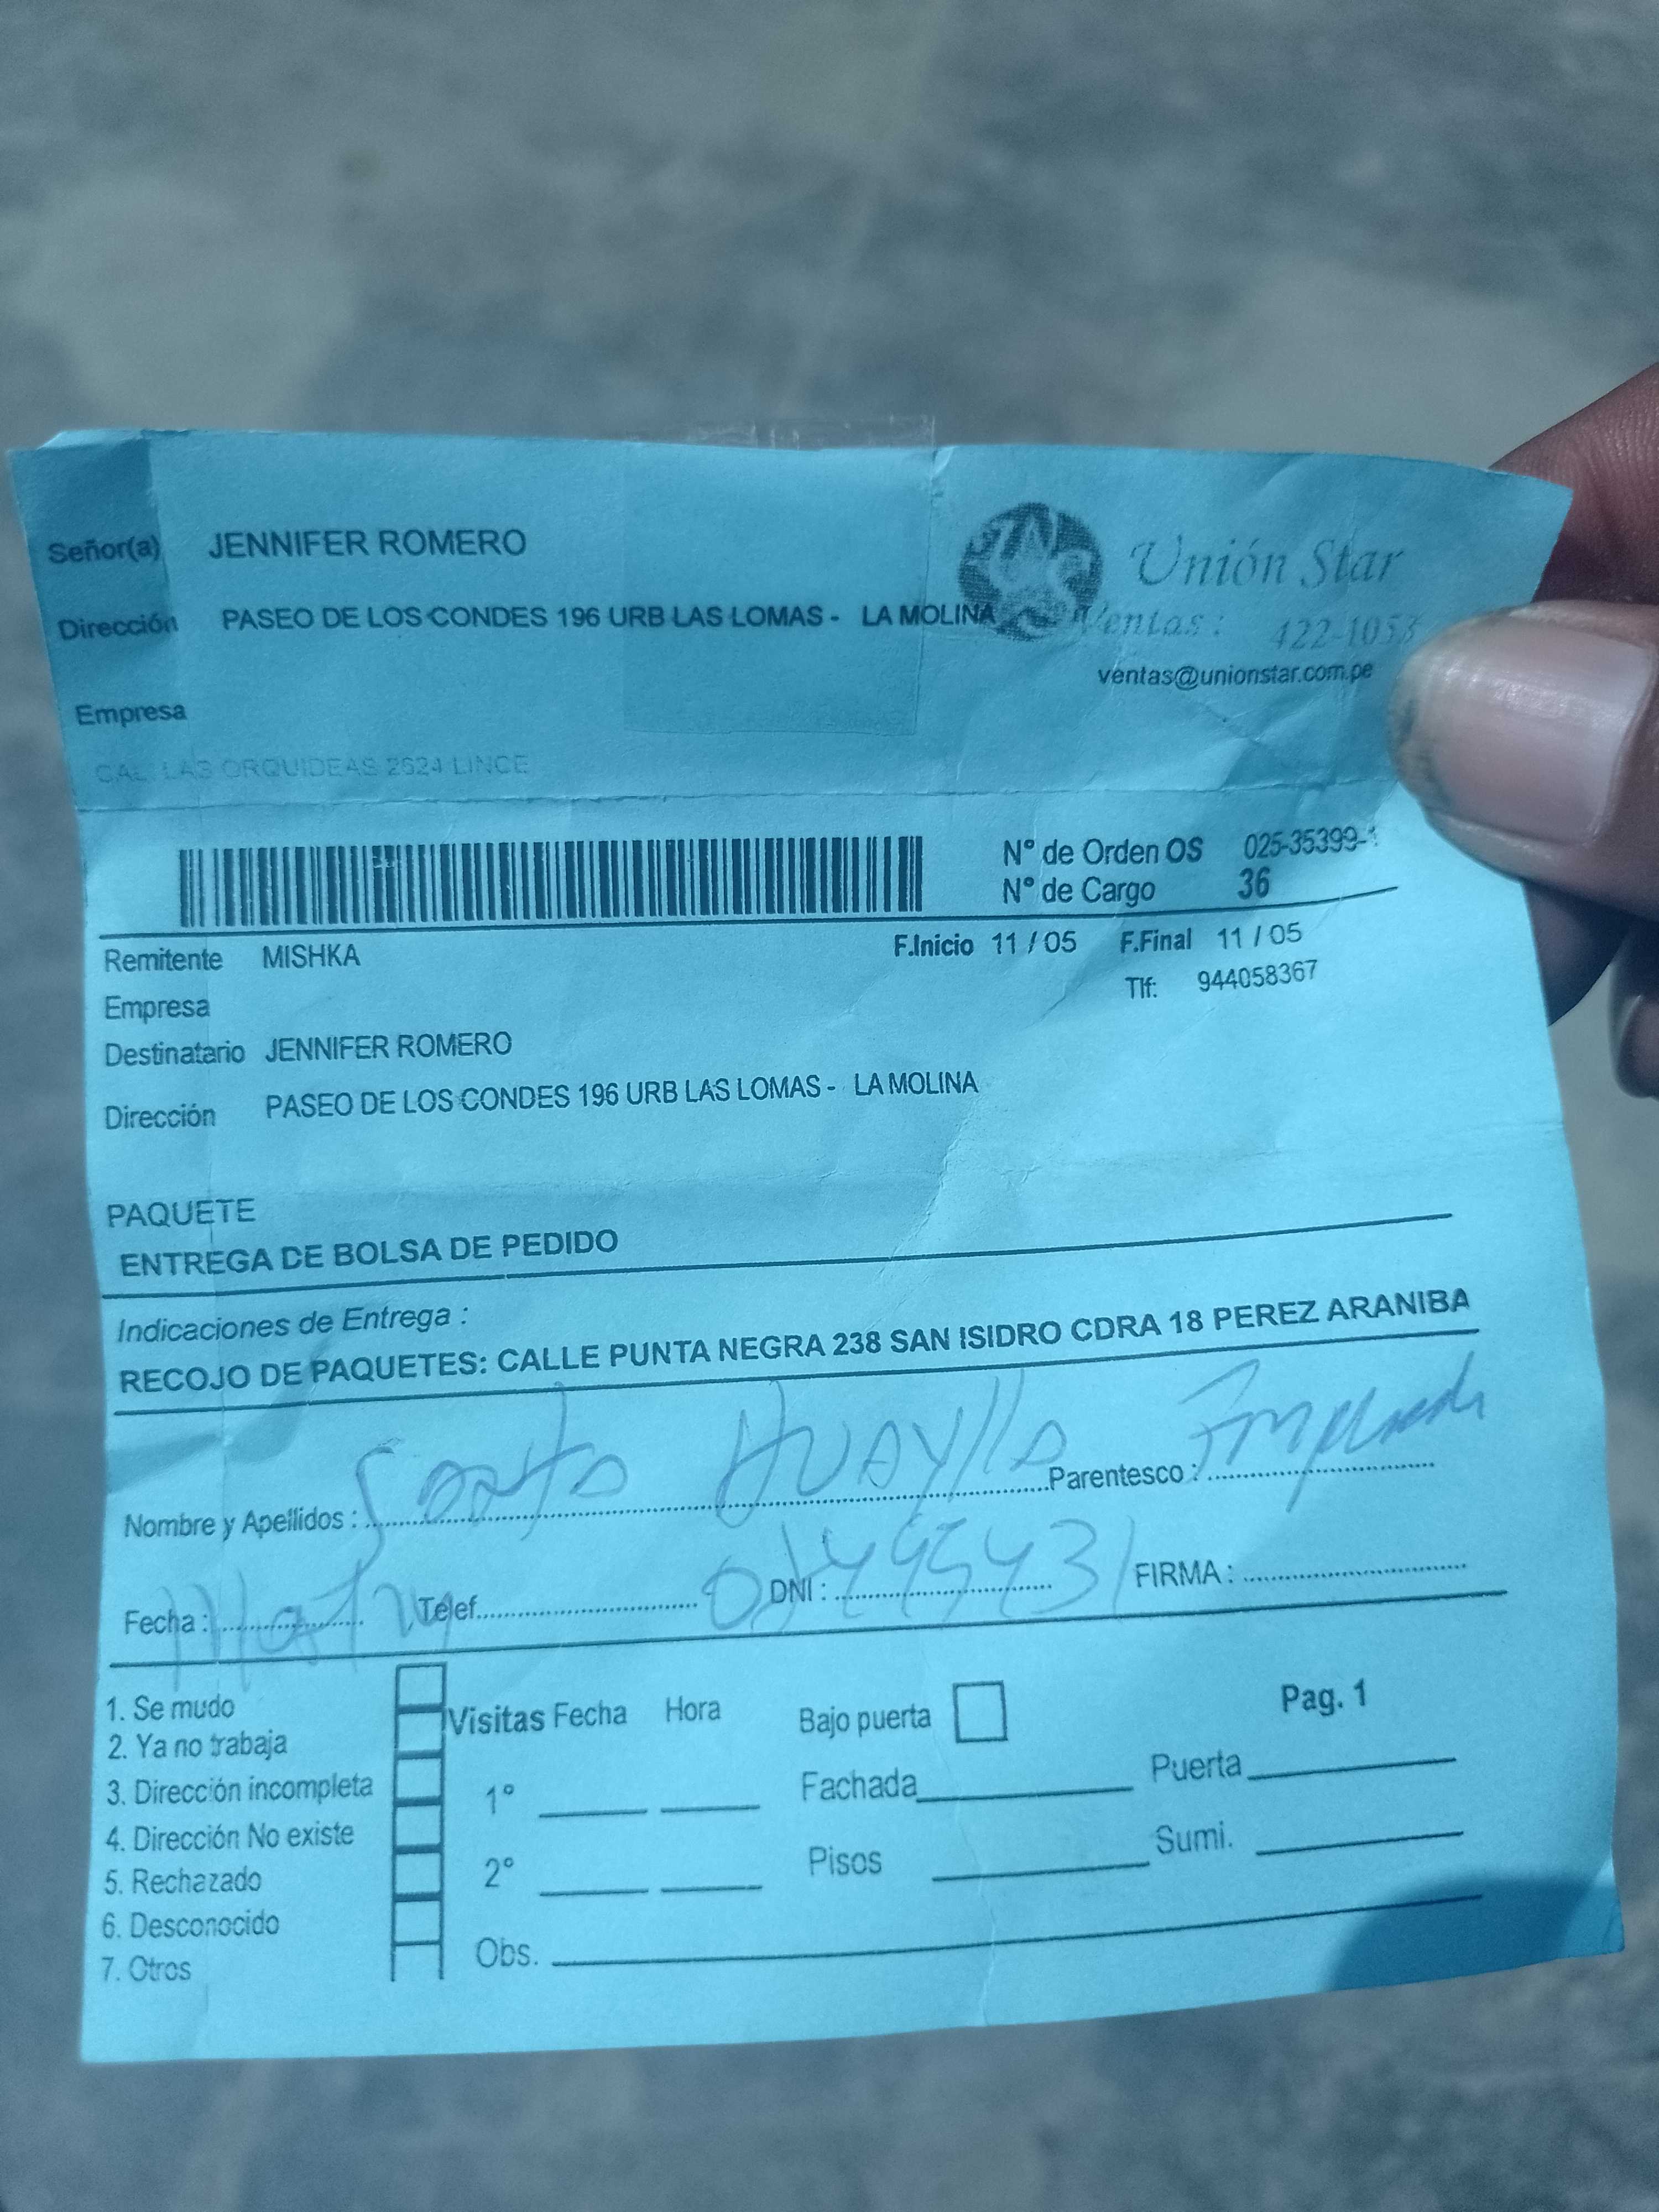 Señor(a) JENNIFER ROMERO
Unión Star
Dirección PASEO DE LOS CONDES 196 URB LAS LOMAS - LA MOLINA
Ventas: 422-1053
ventas@unionstar.com.pe
Empresa
CAL. LAS ORQUIDEAS 2624 LINCE
N° de Orden OS 025-35399-1
N° de Cargo 36
Remitente MISHKA F.Inicio 11 / 05 F.Final 11 / 05
Empresa Tlf: 944058367
Destinatario JENNIFER ROMERO
Dirección PASEO DE LOS CONDES 196 URB LAS LOMAS - LA MOLINA
PAQUETE
ENTREGA DE BOLSA DE PEDIDO
Indicaciones de Entrega :
RECOJO DE PAQUETES: CALLE PUNTA NEGRA 238 SAN ISIDRO CDRA 18 PEREZ ARANIBA
Nombre y Apellidos : Huaylla Parentesco :
Fecha : Telef. DNI : FIRMA :
1. Se mudo
2. Ya no trabaja
3. Dirección incompleta
4. Dirección No existe
5. Rechazado
6. Desconocido
7. Otros
Visitas Fecha Hora
1°
2°
Obs.
Bajo puerta Pag. 1
Fachada Puerta
Pisos Sumi.